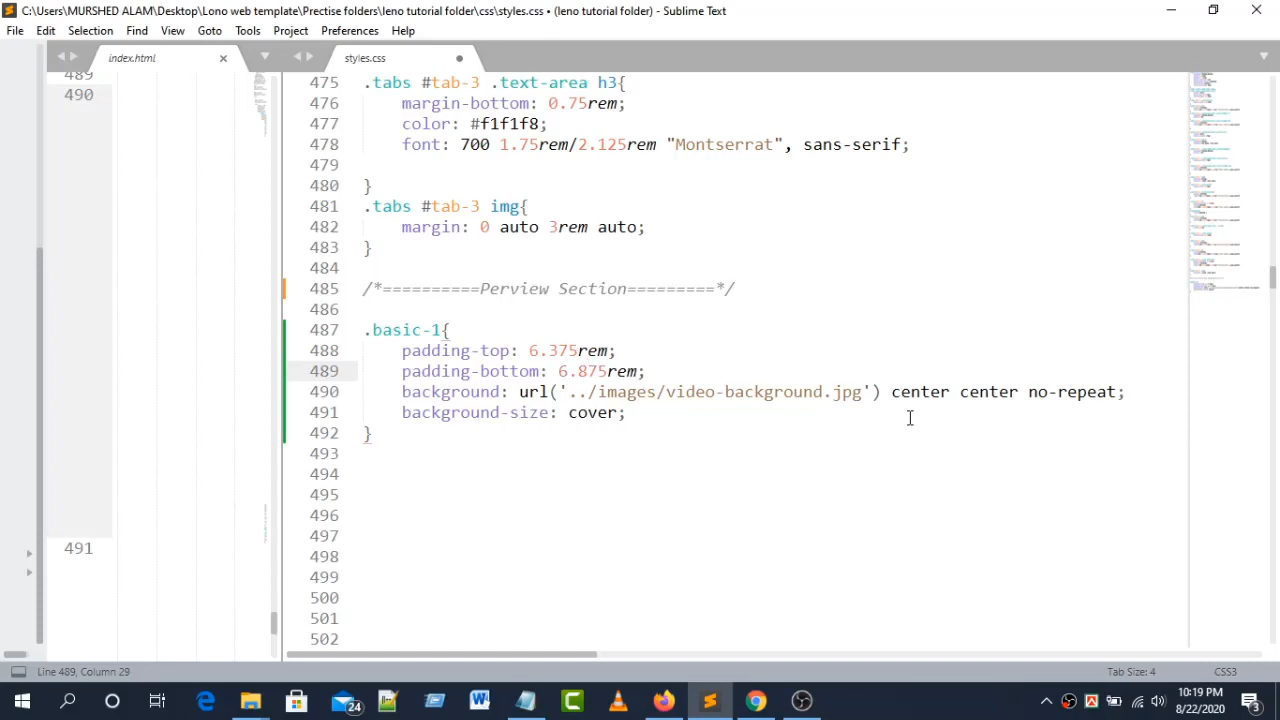 C:\Users\MURSHED ALAM\Desktop\Lono web template\Prectise folders\leno tutorial folder\css\styles.css • (leno tutorial folder) - Sublime Text
File Edit Selection Find View Goto Tools Project Preferences Help
index.html
styles.css
489
490
491
475 .tabs #tab-3 .text-area h3{
476 margin-bottom: 0.75rem;
477 color: #f1f1f8;
478 font: 700 1.75rem/2.125rem "Montserrat", sans-serif;
479
480 }
481 .tabs #tab-3 img{
482 margin: 0 auto 3rem auto;
483 }
484
485 /*==========Preview Section=========*/
486
487 .basic-1{
488 padding-top: 6.375rem;
489 padding-bottom: 6.875rem;
490 background: url('../images/video-background.jpg') center center no-repeat;
491 background-size: cover;
492 }
493
494
495
496
497
498
499
500
501
502
Line 489, Column 29
Tab Size: 4
CSS3
24
10:19 PM
8/22/2020
3